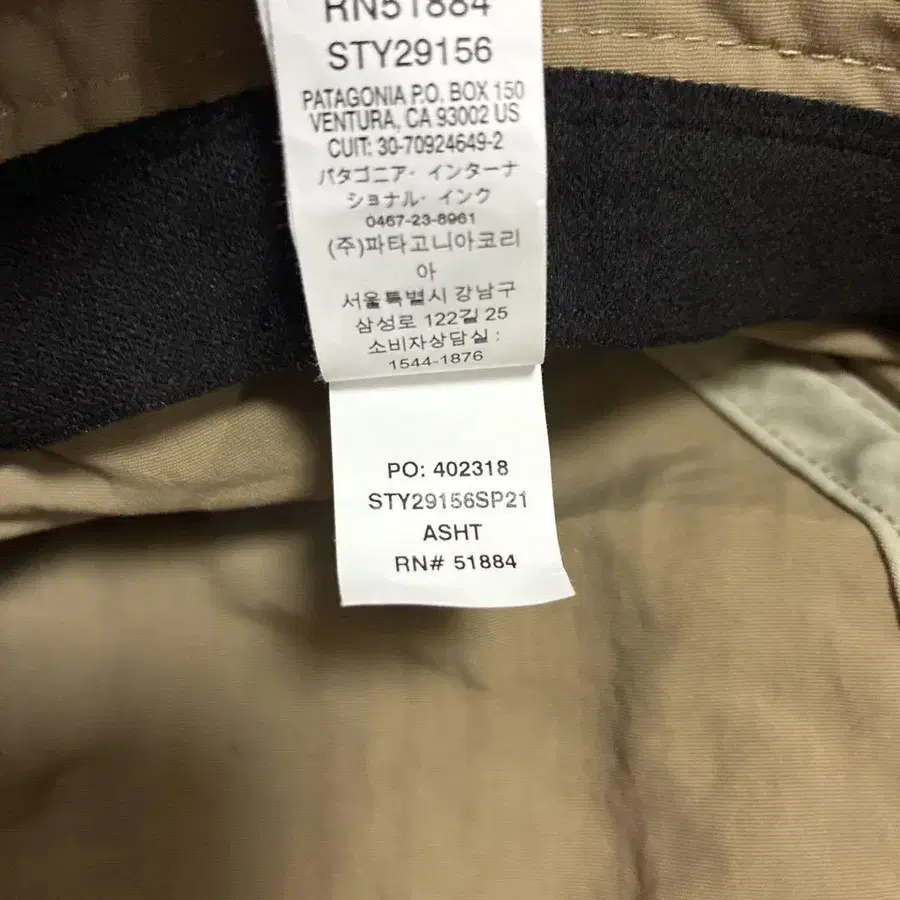 RN51884
STY29156
PATAGONIA P.O. BOX 150
VENTURA, CA 93002 US
CUIT: 30-70924649-2
パタゴニア・インターナ
ショナル・インク
0467-23-8961
(주)파타고니아코리
아
서울특별시 강남구
삼성로 122길 25
소비자상담실 :
1544-1876
PO: 402318
STY29156SP21
ASHT
RN# 51884